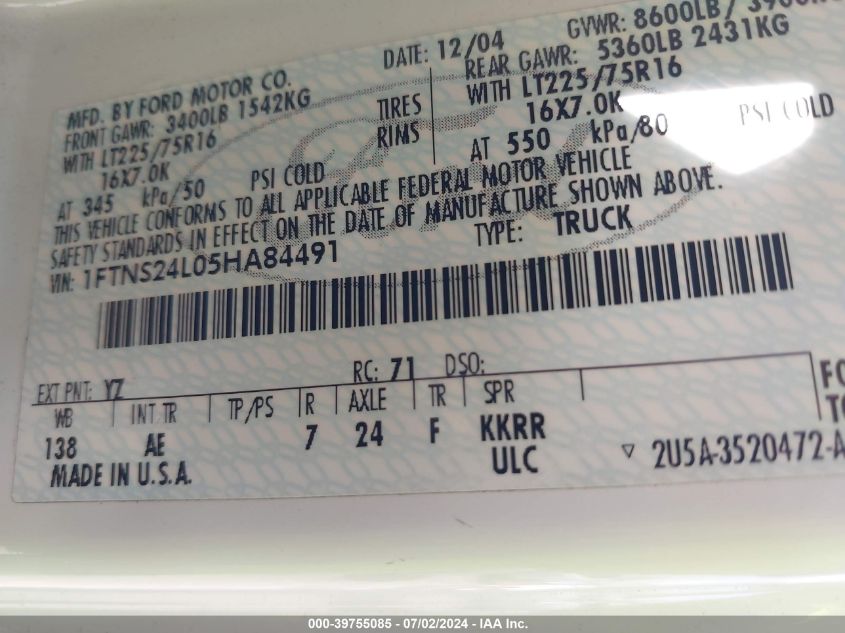 MFD. BY FORD MOTOR CO.
DATE: 12/04
GVWR: 8600LB /
FRONT GAWR: 3400LB 1542KG
REAR GAWR: 5360LB 2431KG
WITH LT225/75R16
TIRES
WITH LT225/75R16
16X7.0K
RIMS
16X7.0K
AT 345 kPa/50 PSI COLD
AT 550 kPa/80 PSI COLD
THIS VEHICLE CONFORMS TO ALL APPLICABLE FEDERAL MOTOR VEHICLE
SAFETY STANDARDS IN EFFECT ON THE DATE OF MANUFACTURE SHOWN ABOVE.
VIN: 1FTNS24L05HA84491
TYPE: TRUCK
EXT PNT: YZ
RC: 71 DSO:
WB INT TR TP/PS R AXLE TR SPR
138 AE 7 24 F KKRR
ULC
MADE IN U.S.A.
▽ 2U5A-3520472-A
000-39755085 - 07/02/2024 - IAA Inc.